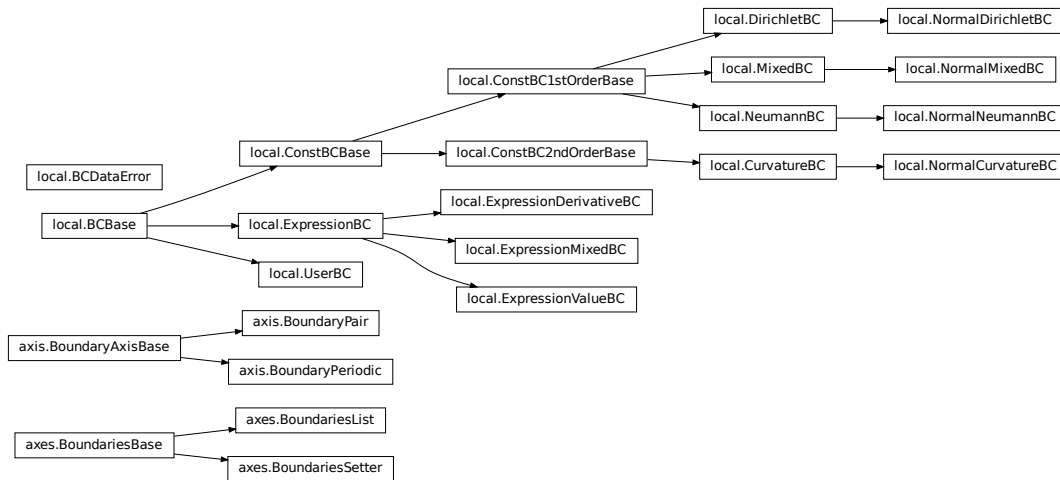 local.DirichletBC
local.NormalDirichletBC
local.ConstBC1stOrderBase
local.MixedBC
local.NormalMixedBC
local.NeumannBC
local.NormalNeumannBC
local.ConstBCBase
local.ConstBC2ndOrderBase
local.CurvatureBC
local.NormalCurvatureBC
local.BCDataError
local.BCBase
local.ExpressionBC
local.ExpressionDerivativeBC
local.ExpressionMixedBC
local.UserBC
local.ExpressionValueBC
axis.BoundaryAxisBase
axis.BoundaryPair
axis.BoundaryPeriodic
axes.BoundariesBase
axes.BoundariesList
axes.BoundariesSetter